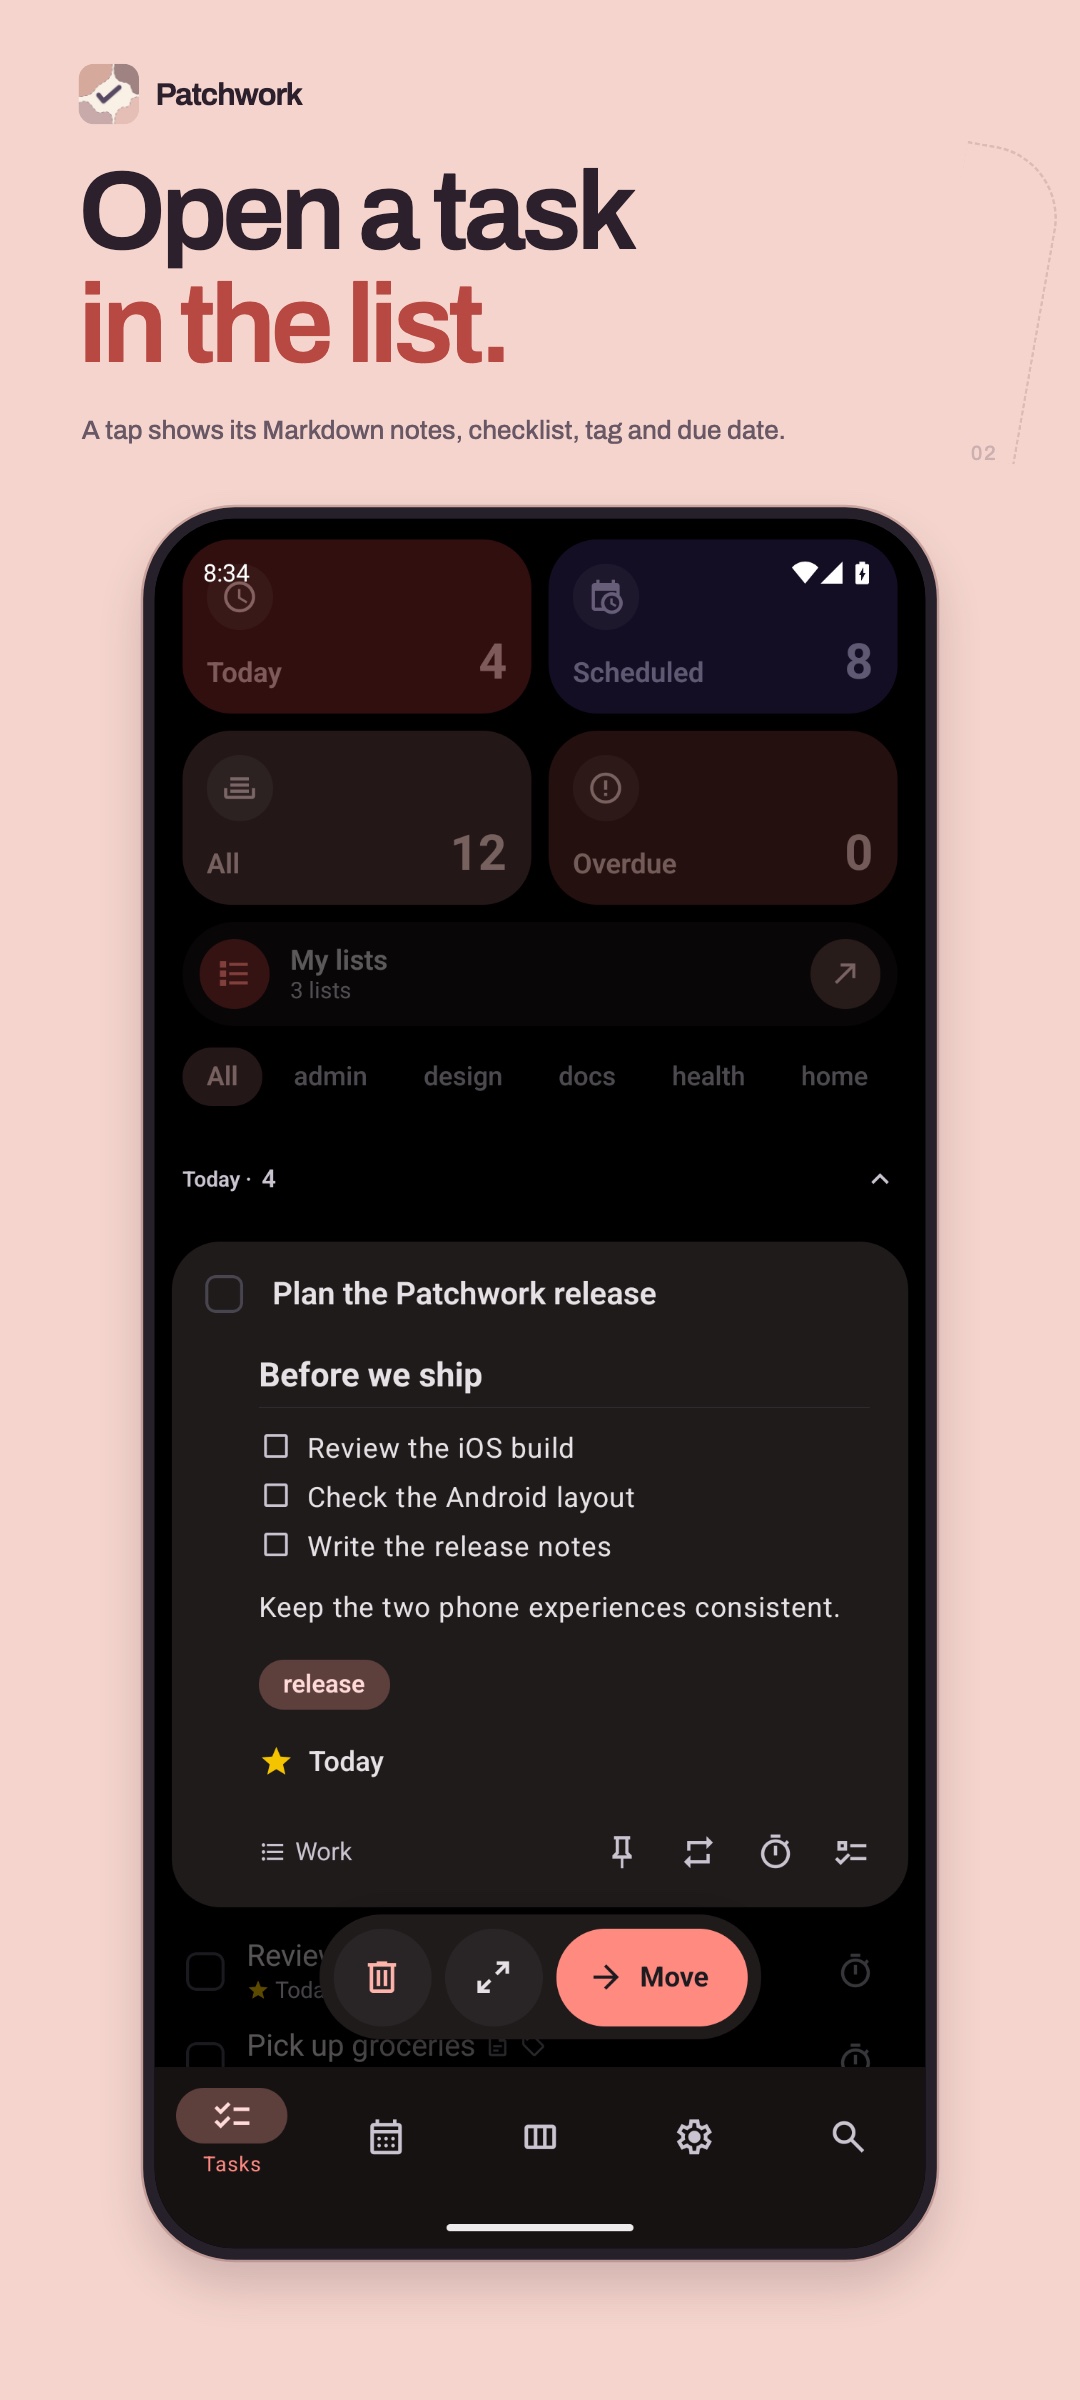 Patchwork
Open a task
in the list.
A tap shows its Markdown notes, checklist, tag and due date.
02
8:34
Today 4
Scheduled 8
All 12
Overdue 0
My lists
3 lists
All admin design docs health home
Today · 4
Plan the Patchwork release
Before we ship
Review the iOS build
Check the Android layout
Write the release notes
Keep the two phone experiences consistent.
release
Today
Work
Move
Pick up groceries
Tasks